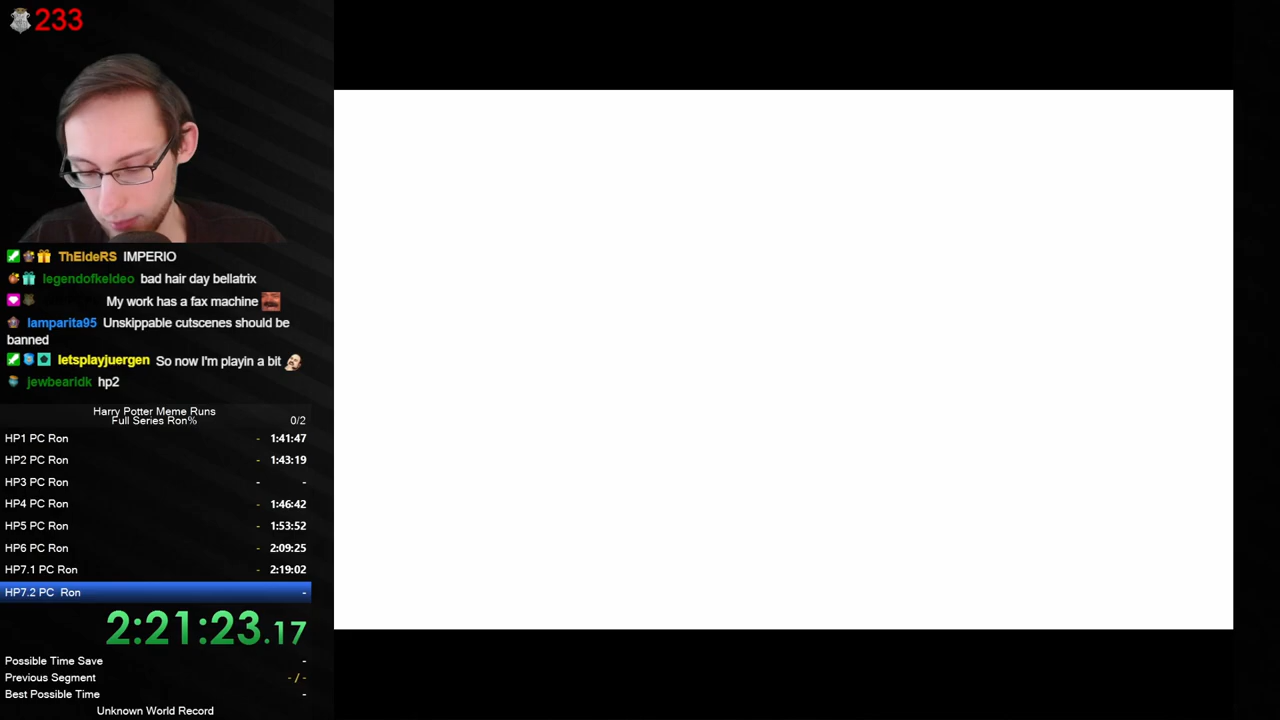 233
ThEldeRS IMPERIO
legendofkeldeo bad hair day bellatrix
My work has a fax machine
lamparita95 Unskippable cutscenes should be
banned
letsplayjuergen So now I'm playin a bit
jewbearidk hp2
Harry Potter Meme Runs
Full Series Ron% 0/2
HP1 PC Ron - 1:41:47
HP2 PC Ron - 1:43:19
HP3 PC Ron - -
HP4 PC Ron - 1:46:42
HP5 PC Ron - 1:53:52
HP6 PC Ron - 2:09:25
HP7.1 PC Ron - 2:19:02
HP7.2 PC Ron -
2:21:23.17
Possible Time Save -
Previous Segment - / -
Best Possible Time -
Unknown World Record